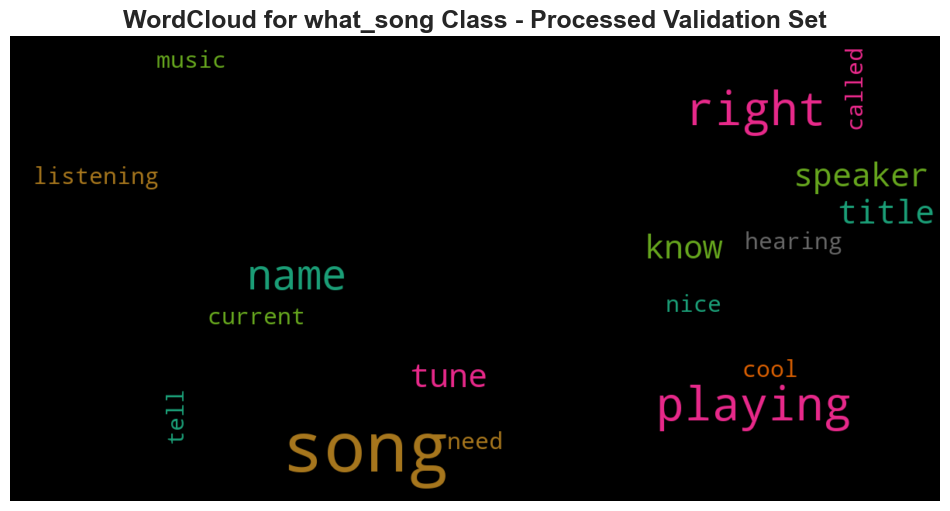 WordCloud for what_song Class - Processed Validation Set
music
called
right
listening
speaker
title
hearing
know
name
nice
current
cool
tune
playing
tell
need
song